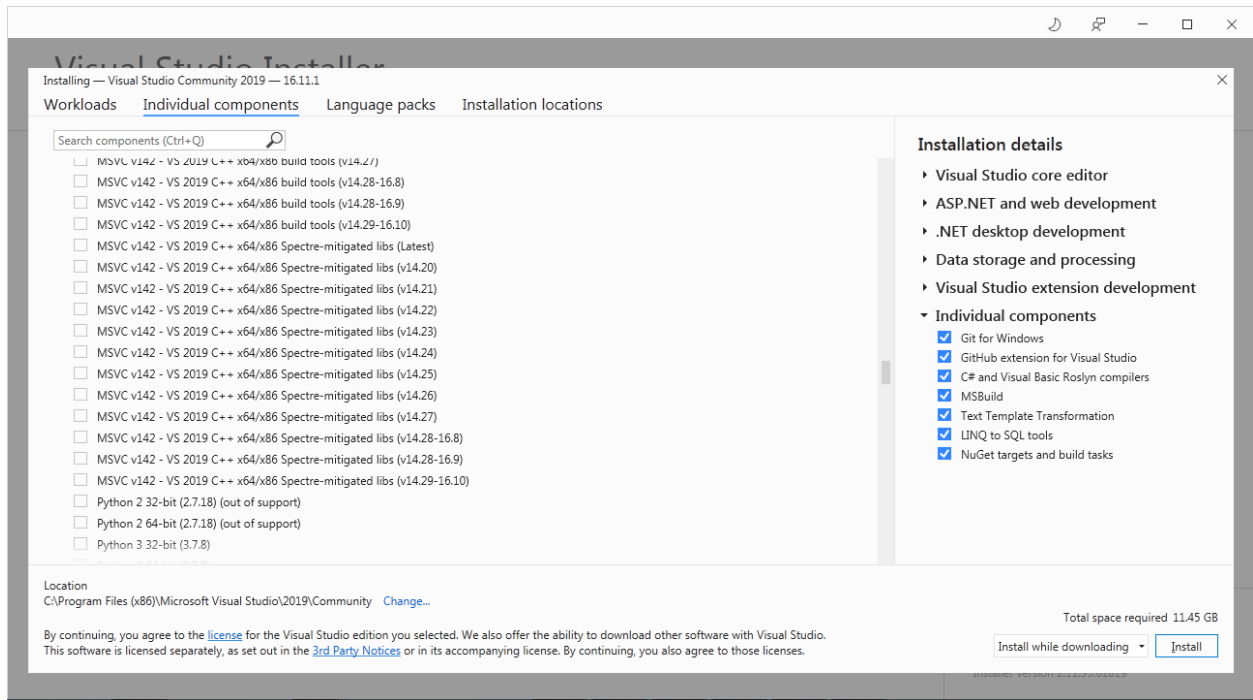 Visual Studio Installer
Installing — Visual Studio Community 2019 — 16.11.1
Workloads Individual components Language packs Installation locations
Search components (Ctrl+Q)
MSVC v142 - VS 2019 C++ x64/x86 build tools (v14.27)
MSVC v142 - VS 2019 C++ x64/x86 build tools (v14.28-16.8)
MSVC v142 - VS 2019 C++ x64/x86 build tools (v14.28-16.9)
MSVC v142 - VS 2019 C++ x64/x86 build tools (v14.29-16.10)
MSVC v142 - VS 2019 C++ x64/x86 Spectre-mitigated libs (Latest)
MSVC v142 - VS 2019 C++ x64/x86 Spectre-mitigated libs (v14.20)
MSVC v142 - VS 2019 C++ x64/x86 Spectre-mitigated libs (v14.21)
MSVC v142 - VS 2019 C++ x64/x86 Spectre-mitigated libs (v14.22)
MSVC v142 - VS 2019 C++ x64/x86 Spectre-mitigated libs (v14.23)
MSVC v142 - VS 2019 C++ x64/x86 Spectre-mitigated libs (v14.24)
MSVC v142 - VS 2019 C++ x64/x86 Spectre-mitigated libs (v14.25)
MSVC v142 - VS 2019 C++ x64/x86 Spectre-mitigated libs (v14.26)
MSVC v142 - VS 2019 C++ x64/x86 Spectre-mitigated libs (v14.27)
MSVC v142 - VS 2019 C++ x64/x86 Spectre-mitigated libs (v14.28-16.8)
MSVC v142 - VS 2019 C++ x64/x86 Spectre-mitigated libs (v14.28-16.9)
MSVC v142 - VS 2019 C++ x64/x86 Spectre-mitigated libs (v14.29-16.10)
Python 2 32-bit (2.7.18) (out of support)
Python 2 64-bit (2.7.18) (out of support)
Python 3 32-bit (3.7.8)
Installation details
Visual Studio core editor
ASP.NET and web development
.NET desktop development
Data storage and processing
Visual Studio extension development
Individual components
Git for Windows
GitHub extension for Visual Studio
C# and Visual Basic Roslyn compilers
MSBuild
Text Template Transformation
LINQ to SQL tools
NuGet targets and build tasks
Location
C:\Program Files (x86)\Microsoft Visual Studio\2019\Community Change...
By continuing, you agree to the license for the Visual Studio edition you selected. We also offer the ability to download other software with Visual Studio.
This software is licensed separately, as set out in the 3rd Party Notices or in its accompanying license. By continuing, you also agree to those licenses.
Total space required 11.45 GB
Install while downloading Install